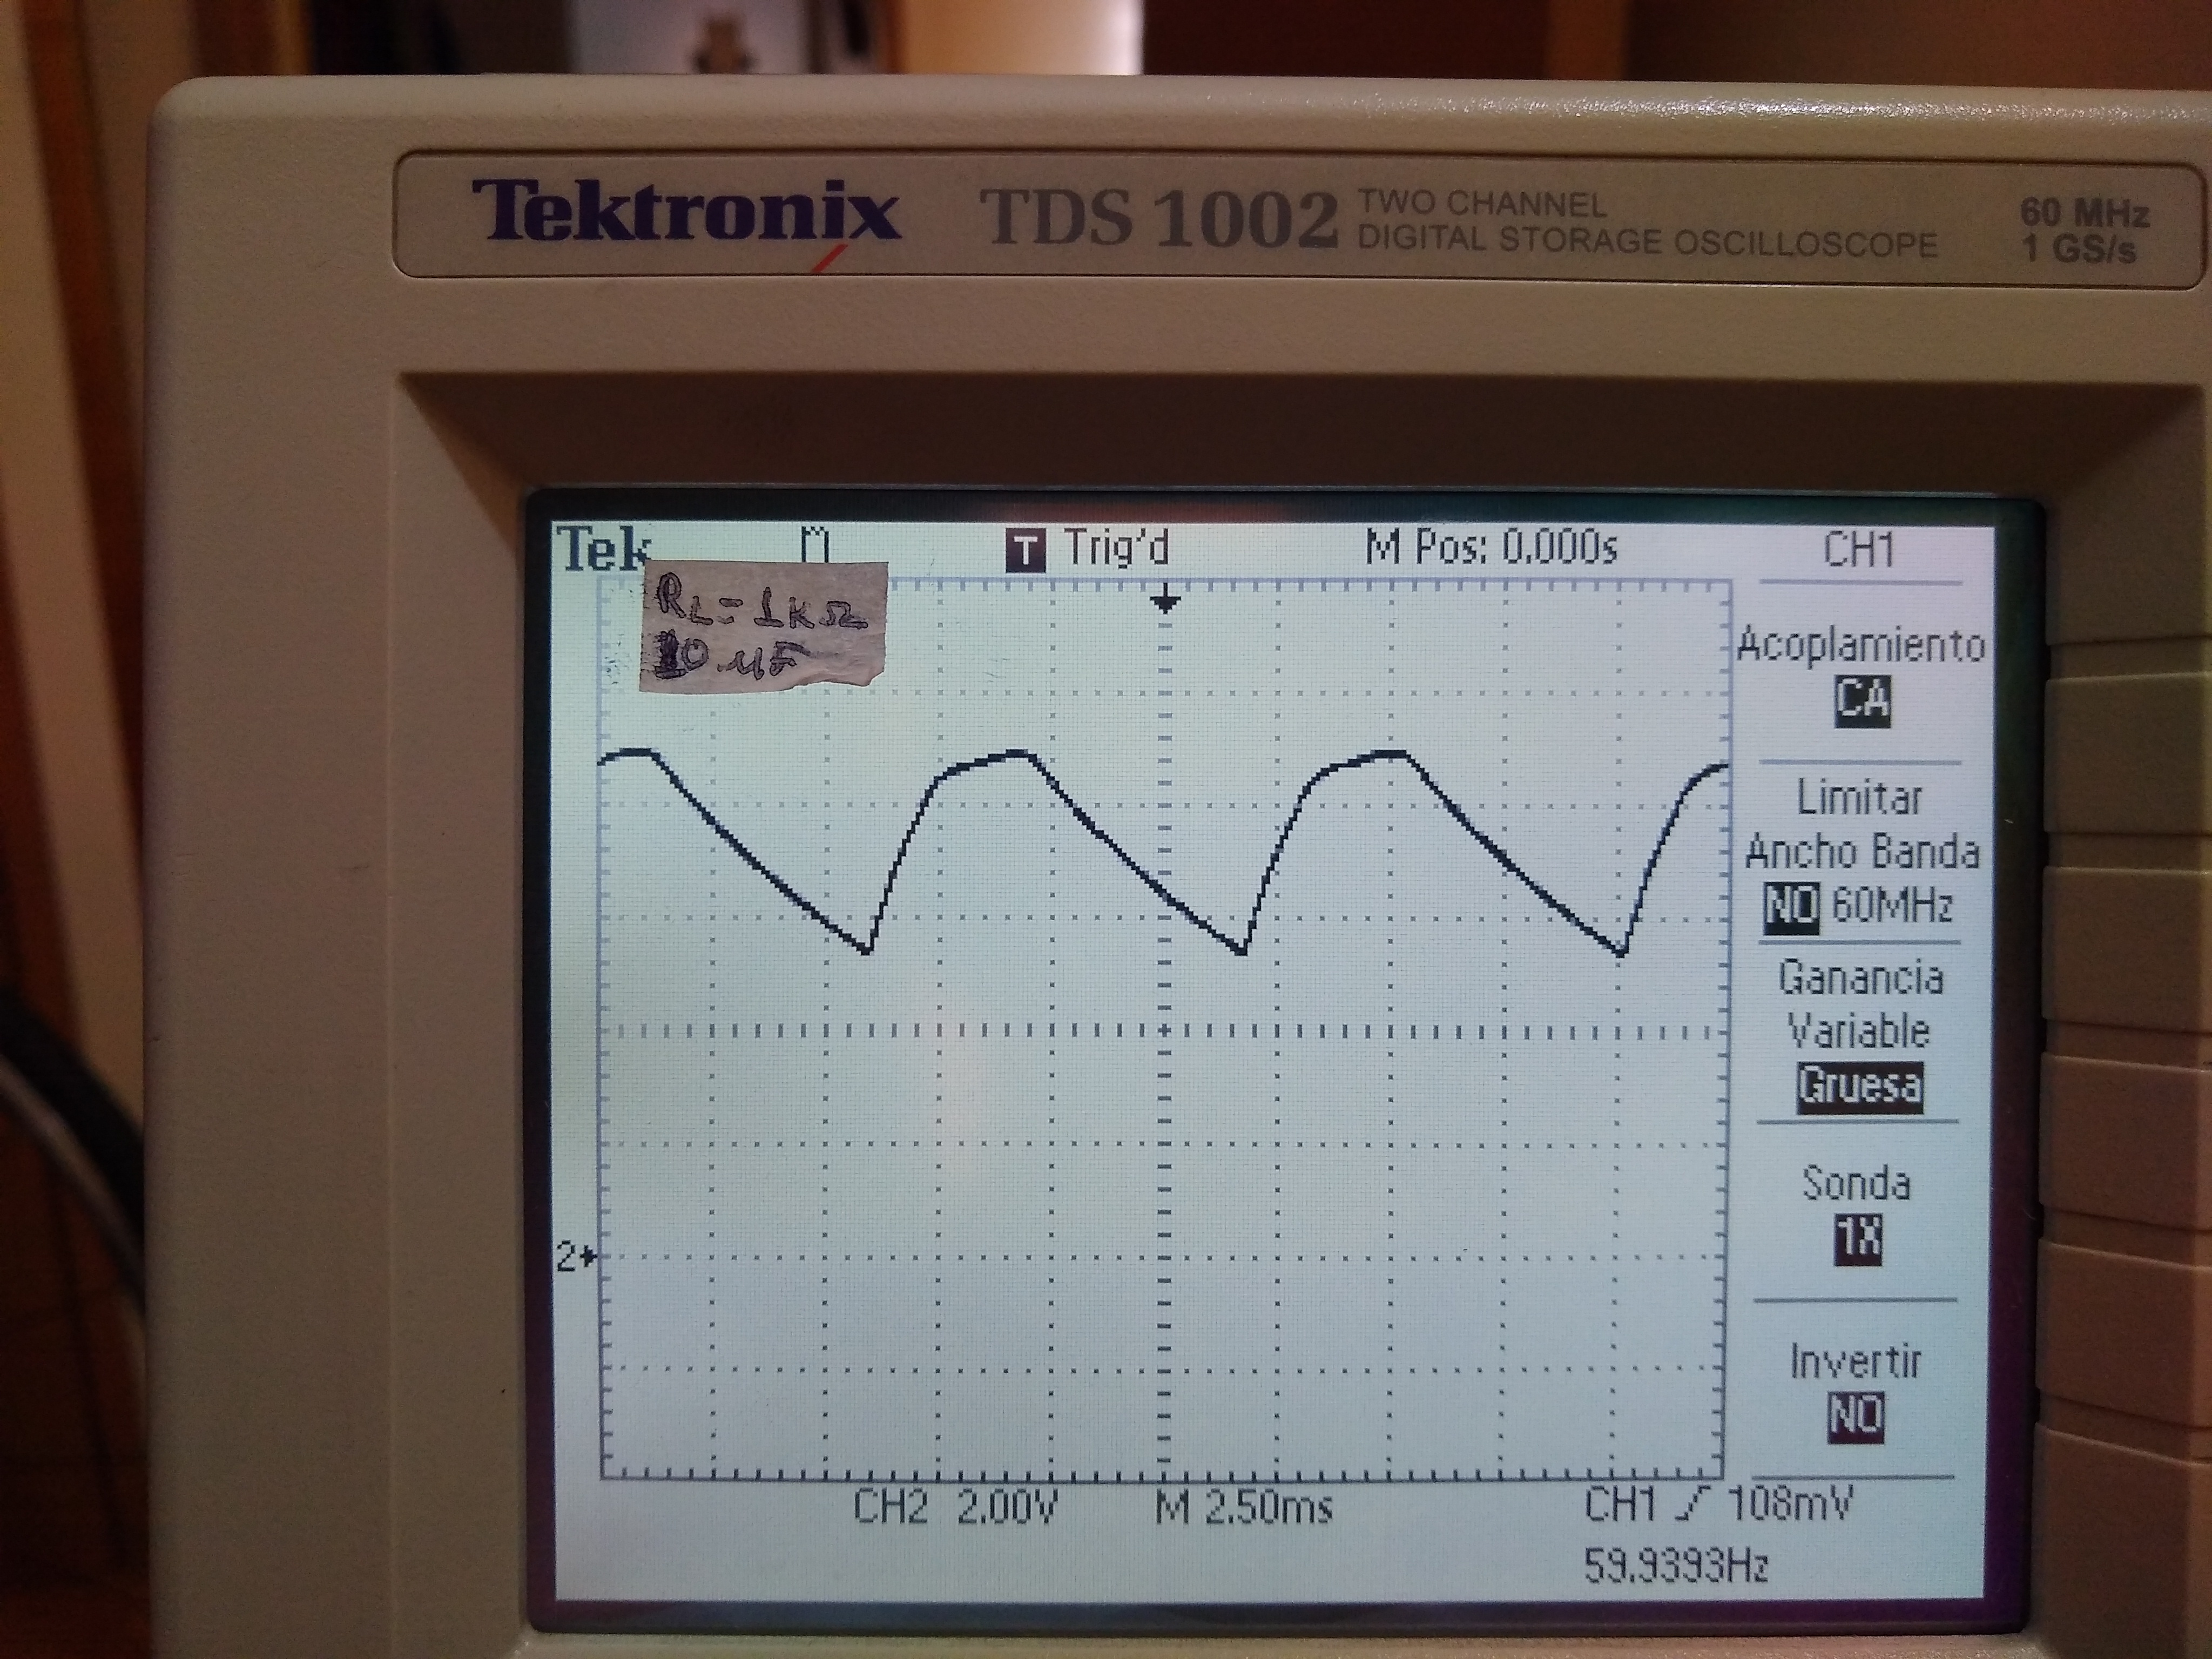 Tektronix TDS 1002 TWO CHANNEL
DIGITAL STORAGE OSCILLOSCOPE
60 MHz
1 GS/s
Tek T Trig'd M Pos: 0.000s CH1
RL=1KΩ
10 µF
Acoplamiento
CA
Limitar
Ancho Banda
NO 60MHz
Ganancia
Variable
Gruesa
Sonda
1X
Invertir
NO
2
CH2 2.00V M 2.50ms CH1 108mV
59.9393Hz